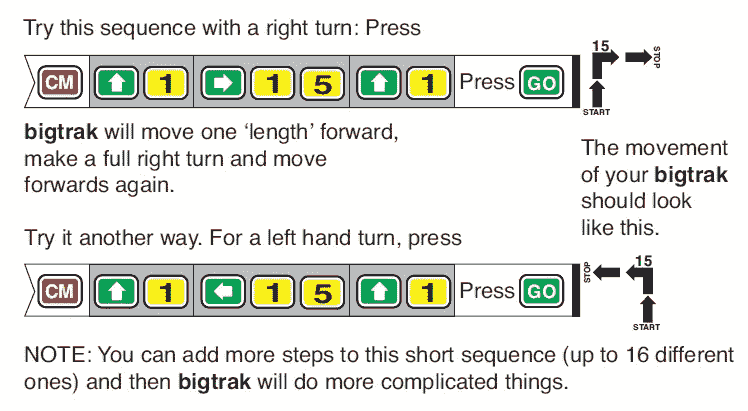 Try this sequence with a right turn: Press
CM 1 1 5 1 Press GO
15
STOP
START
bigtrak will move one ‘length’ forward,
make a full right turn and move
forwards again.
The movement
of your bigtrak
should look
like this.
Try it another way. For a left hand turn, press
CM 1 1 5 1 Press GO
15
STOP
START
NOTE: You can add more steps to this short sequence (up to 16 different
ones) and then bigtrak will do more complicated things.